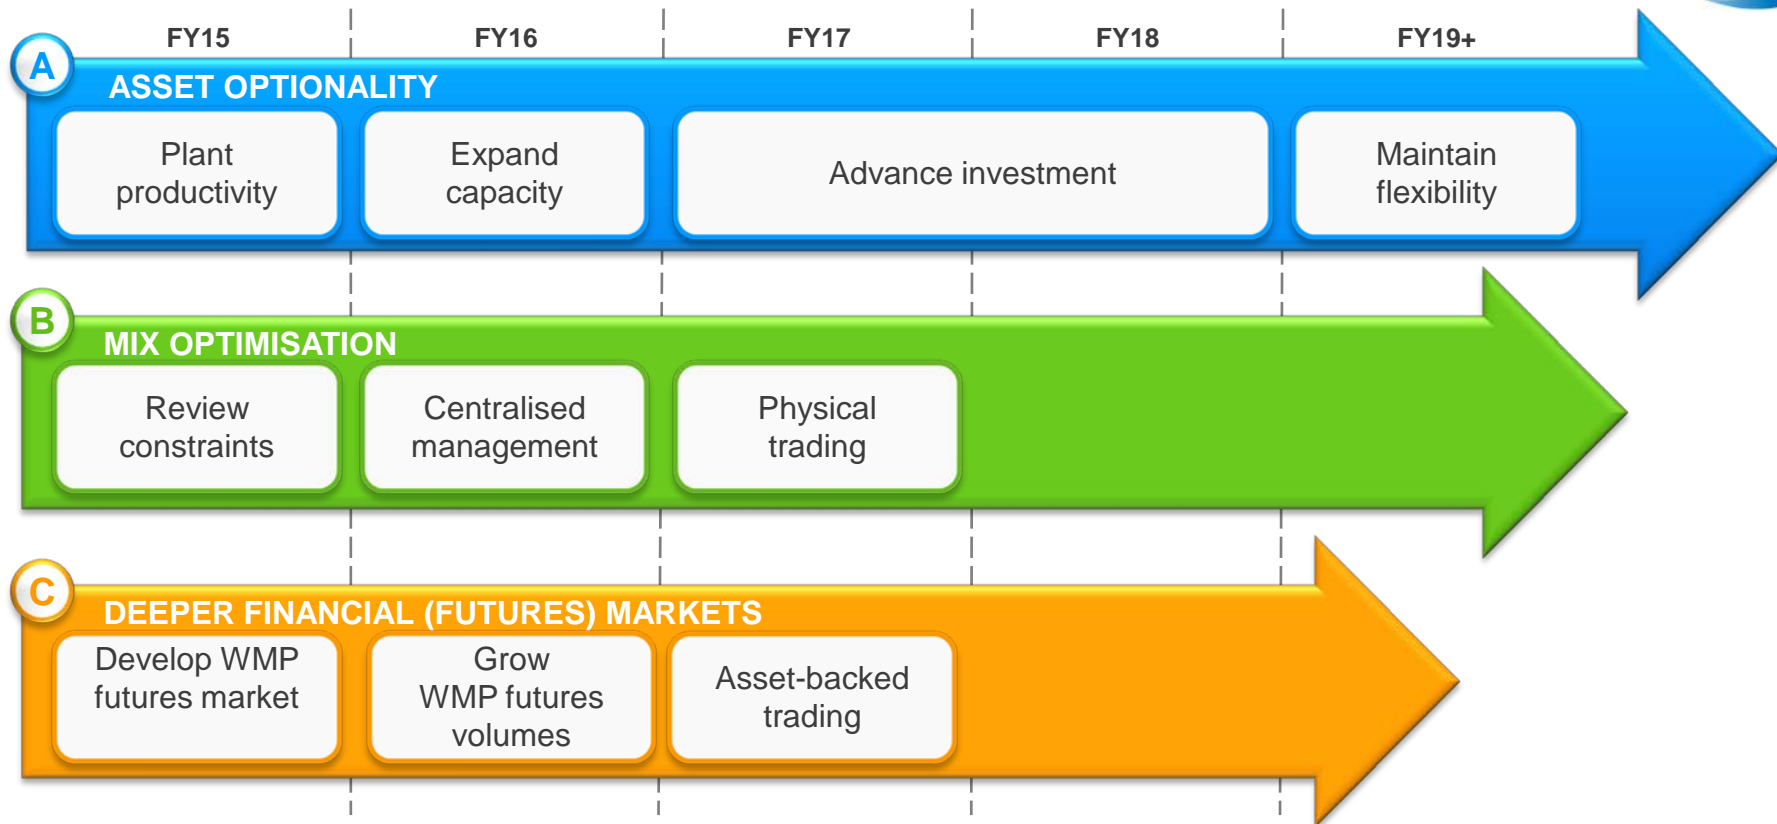 FY15 FY16 FY17 FY18 FY19+
A
ASSET OPTIONALITY
Plant
productivity
Expand
capacity
Advance investment
Maintain
flexibility
B
MIX OPTIMISATION
Review
constraints
Centralised
management
Physical
trading
C
DEEPER FINANCIAL (FUTURES) MARKETS
Develop WMP
futures market
Grow
WMP futures
volumes
Asset-backed
trading